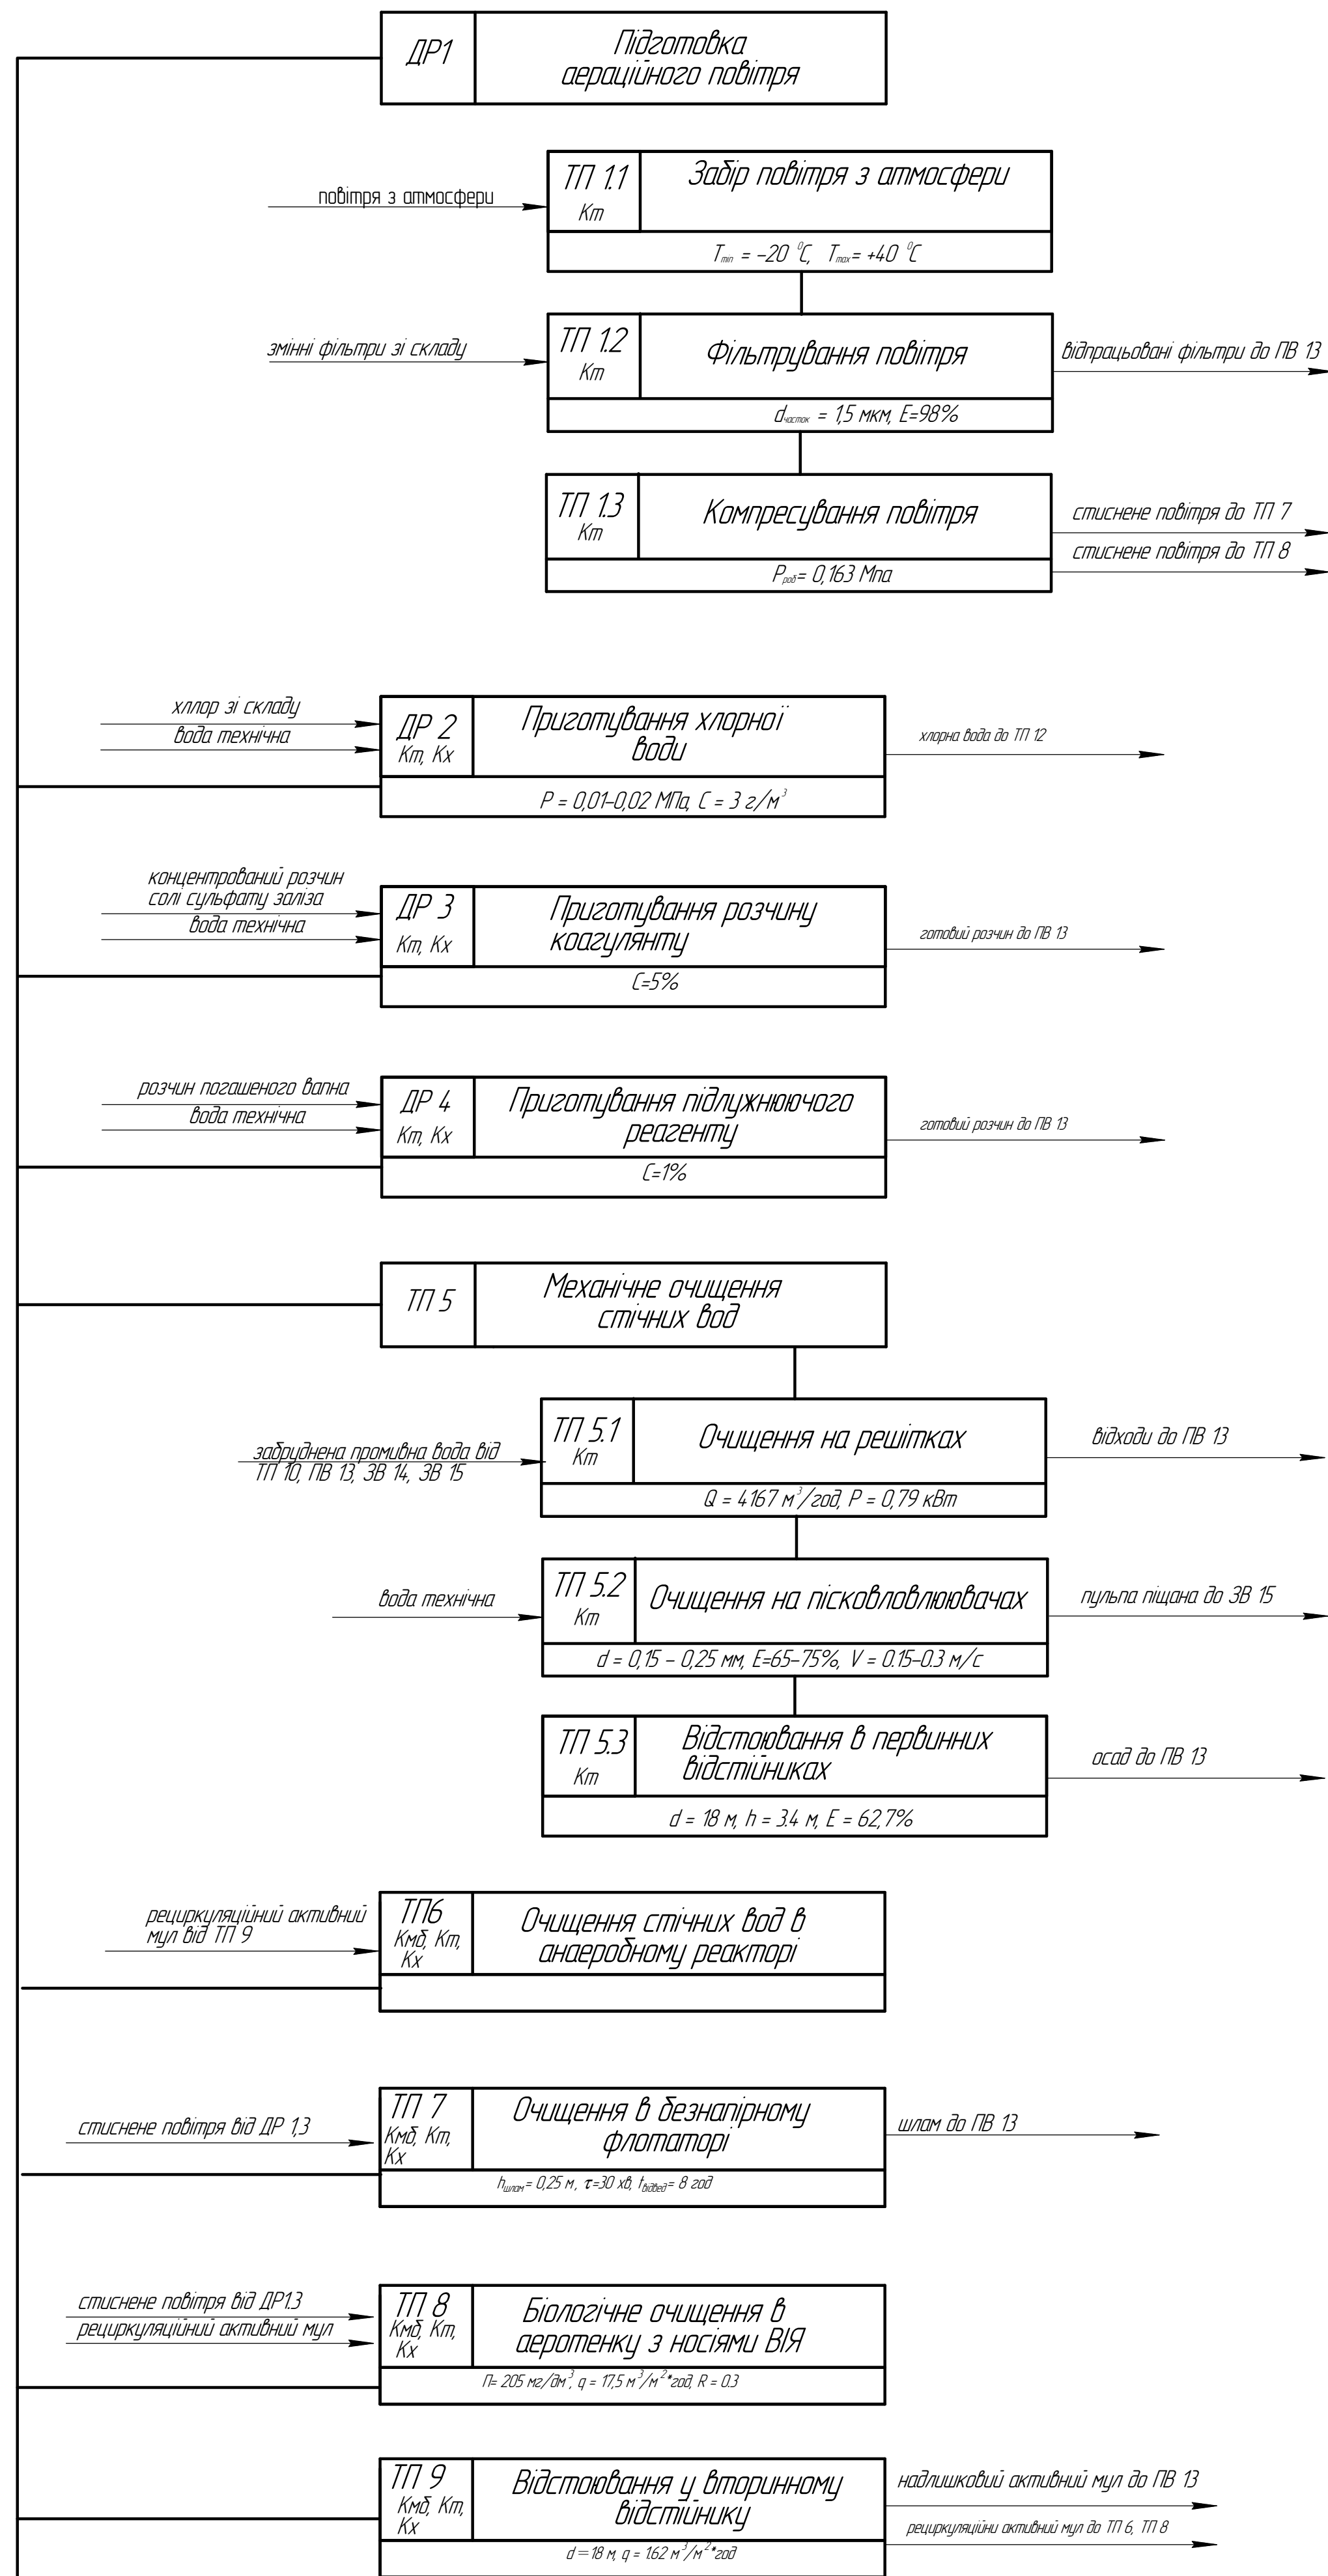 ДР1
Підготовка
аераційного повітря
повітря з атмосфери
ТП 1.1
Кт
Забір повітря з атмосфери
Tmin = -20 ⁰C, Tmax= +40 ⁰C
змінні фільтри зі складу
ТП 1.2
Кт
Фільтрування повітря
відпрацьовані фільтри до ПВ 13
dчасток = 1,5 мкм, E=98%
ТП 1.3
Кт
Компресування повітря
стиснене повітря до ТП 7
стиснене повітря до ТП 8
Pроб= 0,163 Мпа
хллор зі складу
вода технічна
ДР 2
Кт, Кх
Приготування хлорної
води
хлорна вода до ТП 12
P = 0,01-0,02 МПа, C = 3 г/м³
концентрований розчин
солі сульфату заліза
вода технічна
ДР 3
Кт, Кх
Приготування розчину
коагулянту
готовий розчин до ПВ 13
C=5%
розчин погашеного вапна
вода технічна
ДР 4
Кт, Кх
Приготування підлужнюючого
реагенту
готовий розчин до ПВ 13
C=1%
ТП 5
Механічне очищення
стічних вод
забруднена промивна вода від
ТП 10, ПВ 13, ЗВ 14, ЗВ 15
ТП 5.1
Кт
Очищення на решітках
відходи до ПВ 13
Q = 4167 м³/год, P = 0,79 кВт
вода технічна
ТП 5.2
Кт
Очищення на пісковловлювачах
пульпа піщана до ЗВ 15
d = 0,15 - 0,25 мм, E=65-75%, V = 0.15-0.3 м/с
ТП 5.3
Кт
Відстоювання в первинних
відстійниках
осад до ПВ 13
d = 18 м, h = 3.4 м, E = 62,7%
рециркуляційний активний
мул від ТП 9
ТП6
Кмб, Кт,
Кх
Очищення стічних вод в
анаеробному реакторі
стиснене повітря від ДР 1,3
ТП 7
Кмб, Кт,
Кх
Очищення в безнапірному
флотаторі
шлам до ПВ 13
hшлам= 0,25 м, τ=30 хв, tвідвед= 8 год
стиснене повітря від ДР1.3
рециркуляційний активний мул
ТП 8
Кмб, Кт,
Кх
Біологічне очищення в
аеротенку з носіями ВІЯ
П= 205 мг/дм³, q = 17,5 м³/м²*год, R = 0.3
ТП 9
Кмб, Кт,
Кх
Відстоювання у вторинному
відстійнику
надлишковий активний мул до ПВ 13
рециркуляційни активний мул до ТП 6, ТП 8
d=18 м, q = 1.62 м³/м²*год